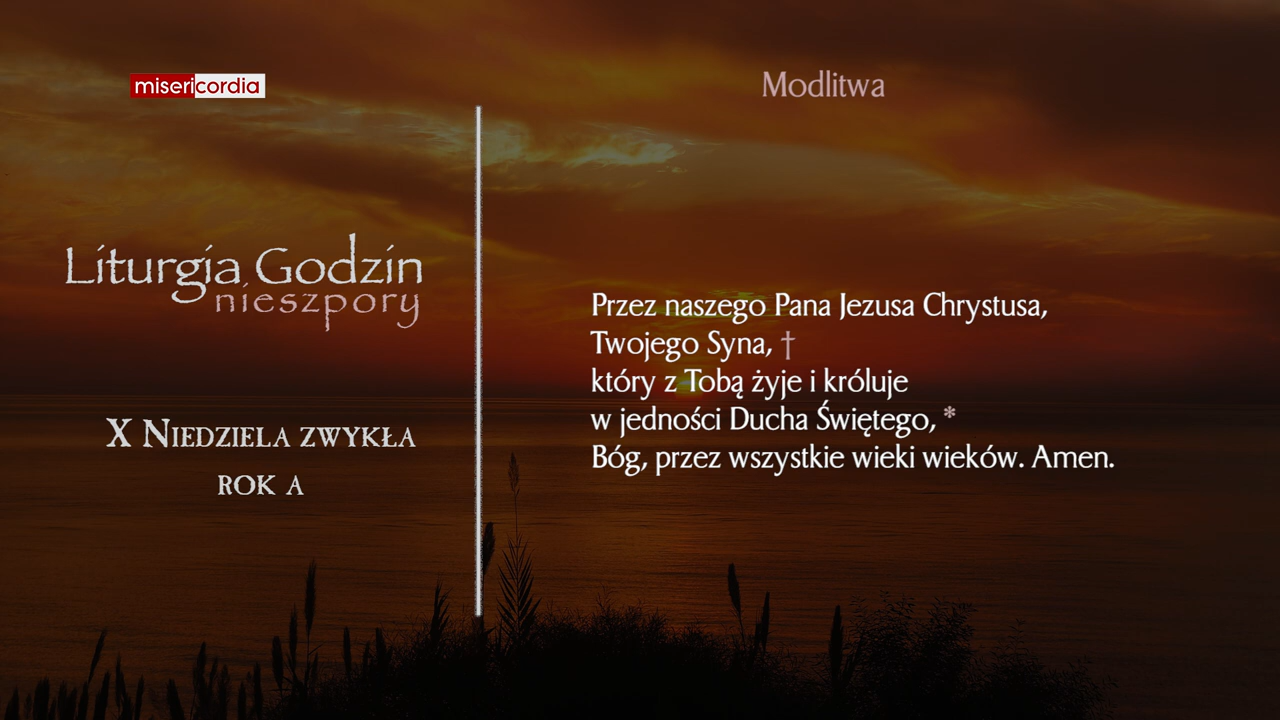 misericordia
Modlitwa
Liturgia Godzin
nieszpory
X Niedziela zwykła
rok A
Przez naszego Pana Jezusa Chrystusa,
Twojego Syna, †
który z Tobą żyje i króluje
w jedności Ducha Świętego, *
Bóg, przez wszystkie wieki wieków. Amen.